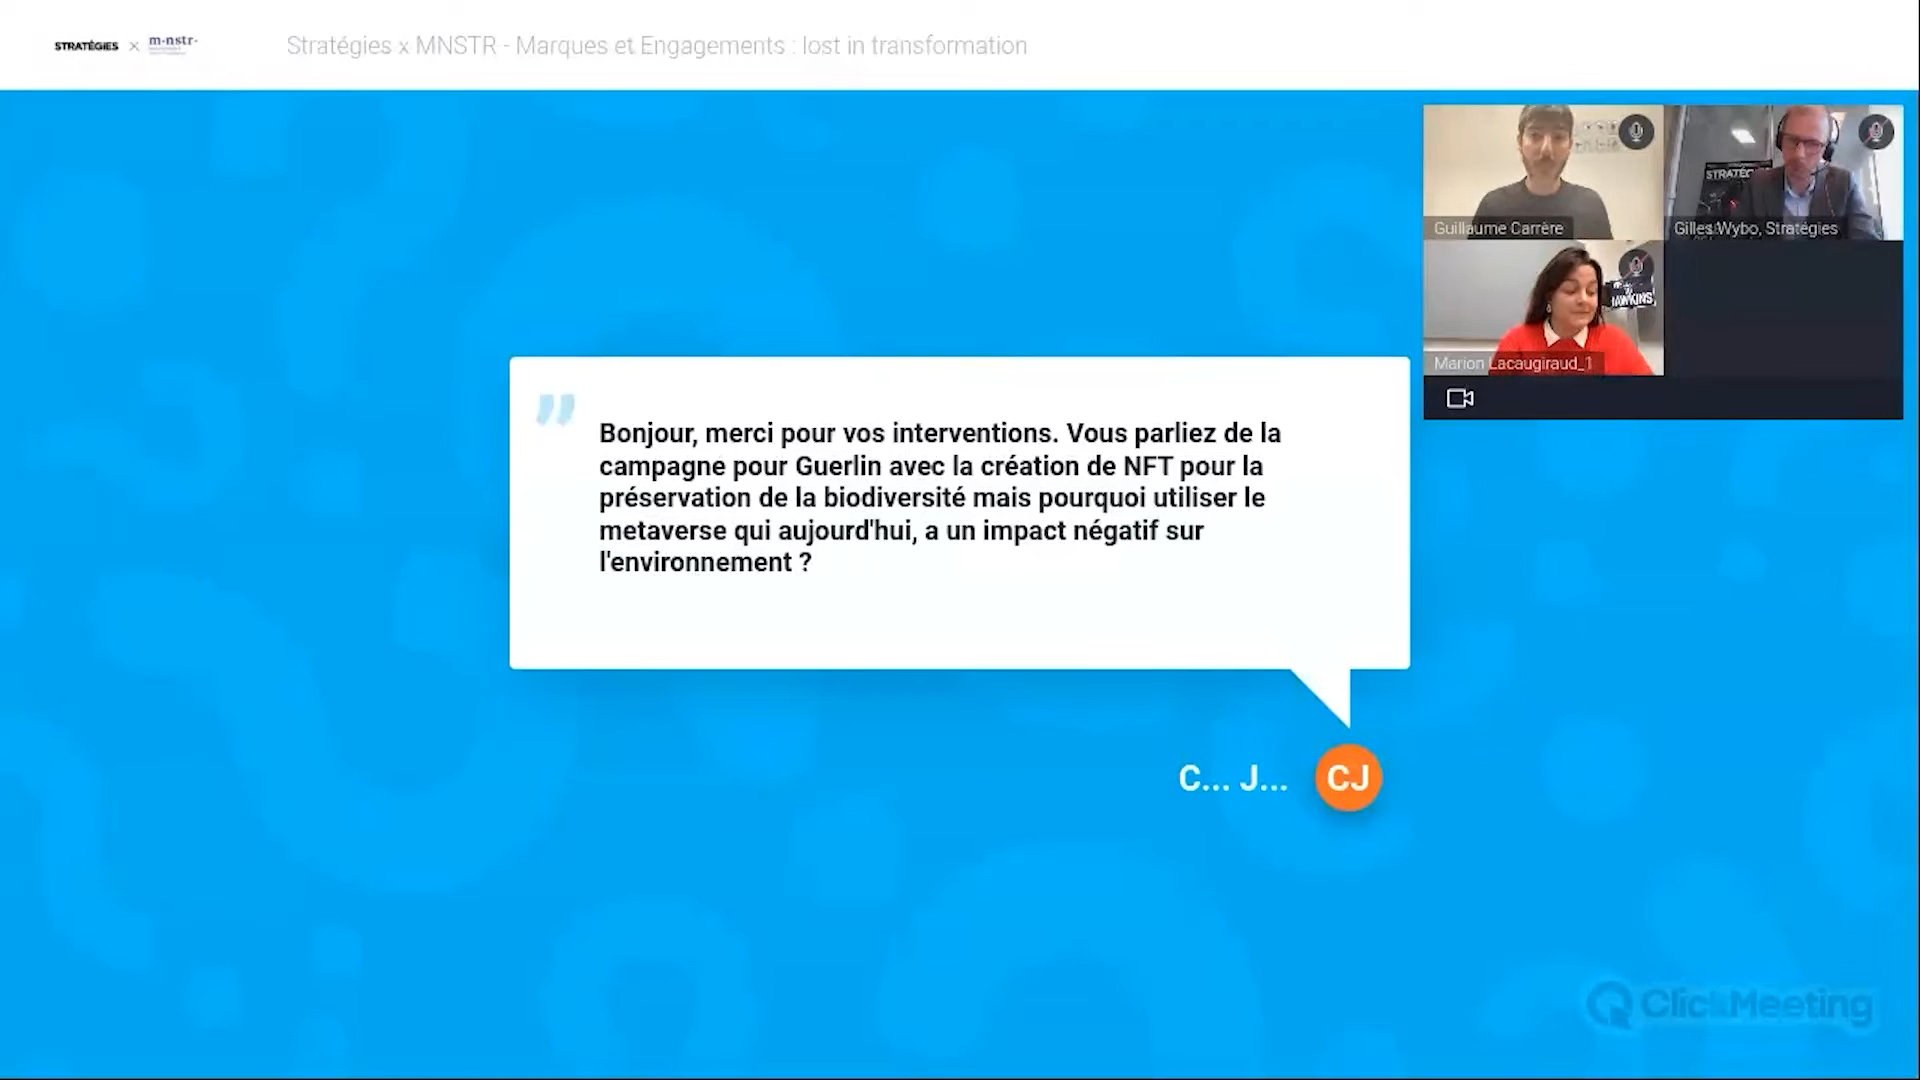 STRATÉGIES × m-nstr-
Stratégies x MNSTR - Marques et Engagements : lost in transformation
Guillaume Carrère
STRATÉG
Gilles Wybo, Stratégies
HAWKINS
Marion Lacaugiraud_1
Bonjour, merci pour vos interventions. Vous parliez de la
campagne pour Guerlin avec la création de NFT pour la
préservation de la biodiversité mais pourquoi utiliser le
metaverse qui aujourd'hui, a un impact négatif sur
l'environnement ?
C... J...
CJ
ClickMeeting